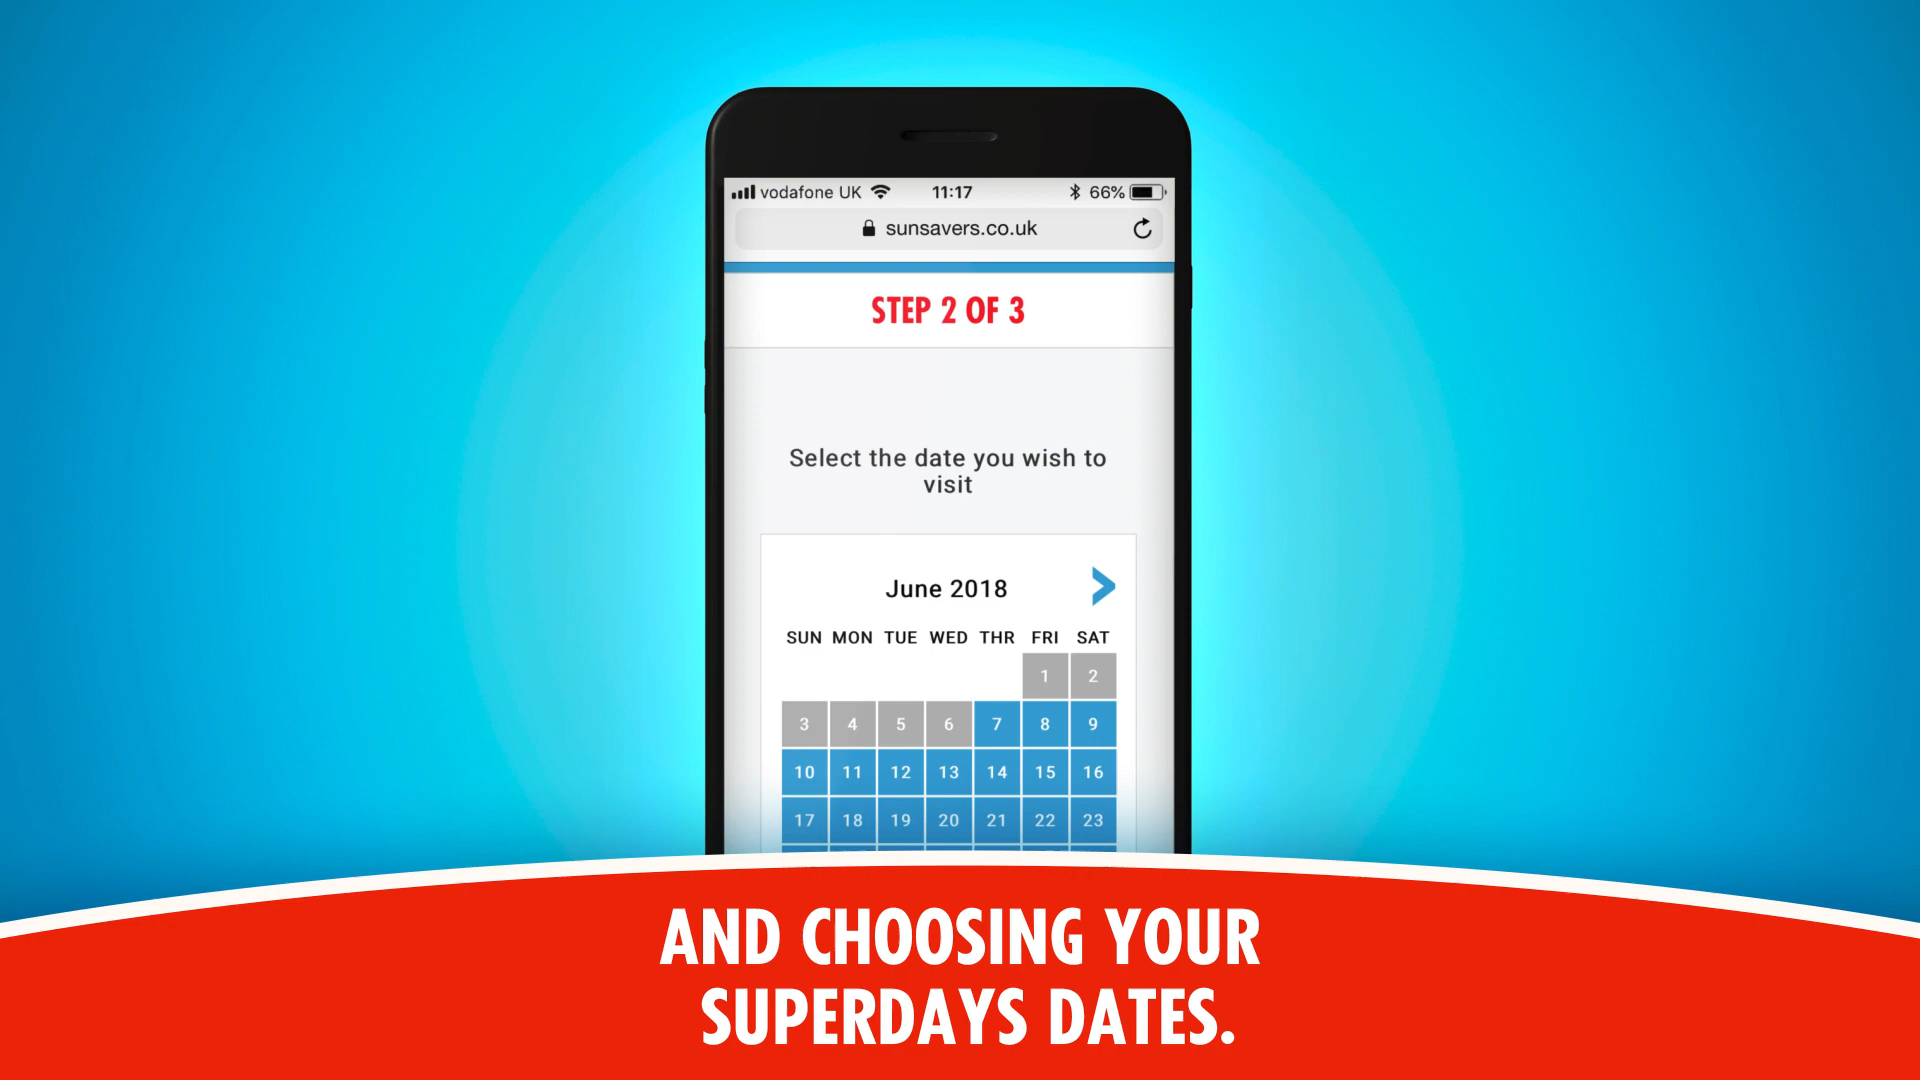 vodafone UK 11:17 66%
sunsavers.co.uk
STEP 2 OF 3
Select the date you wish to
visit
June 2018
SUN MON TUE WED THR FRI SAT
1 2
3 4 5 6 7 8 9
10 11 12 13 14 15 16
17 18 19 20 21 22 23
AND CHOOSING YOUR
SUPERDAYS DATES.